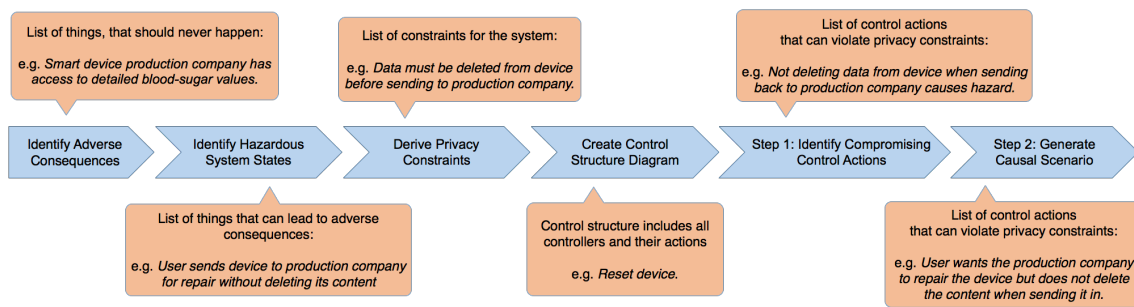 List of things, that should never happen:
e.g. Smart device production company has
access to detailed blood-sugar values.
List of constraints for the system:
e.g. Data must be deleted from device
before sending to production company.
List of control actions
that can violate privacy constraints:
e.g. Not deleting data from device when sending
back to production company causes hazard.
Identify Adverse
Consequences
Identify Hazardous
System States
Derive Privacy
Constraints
Create Control
Structure Diagram
Step 1: Identify Compromising
Control Actions
Step 2: Generate
Causal Scenario
List of things that can lead to adverse
consequences:
e.g. User sends device to production company
for repair without deleting its content
Control structure includes all
controllers and their actions
e.g. Reset device.
List of control actions
that can violate privacy constraints:
e.g. User wants the production company
to repair the device but does not delete
the content when sending it in.